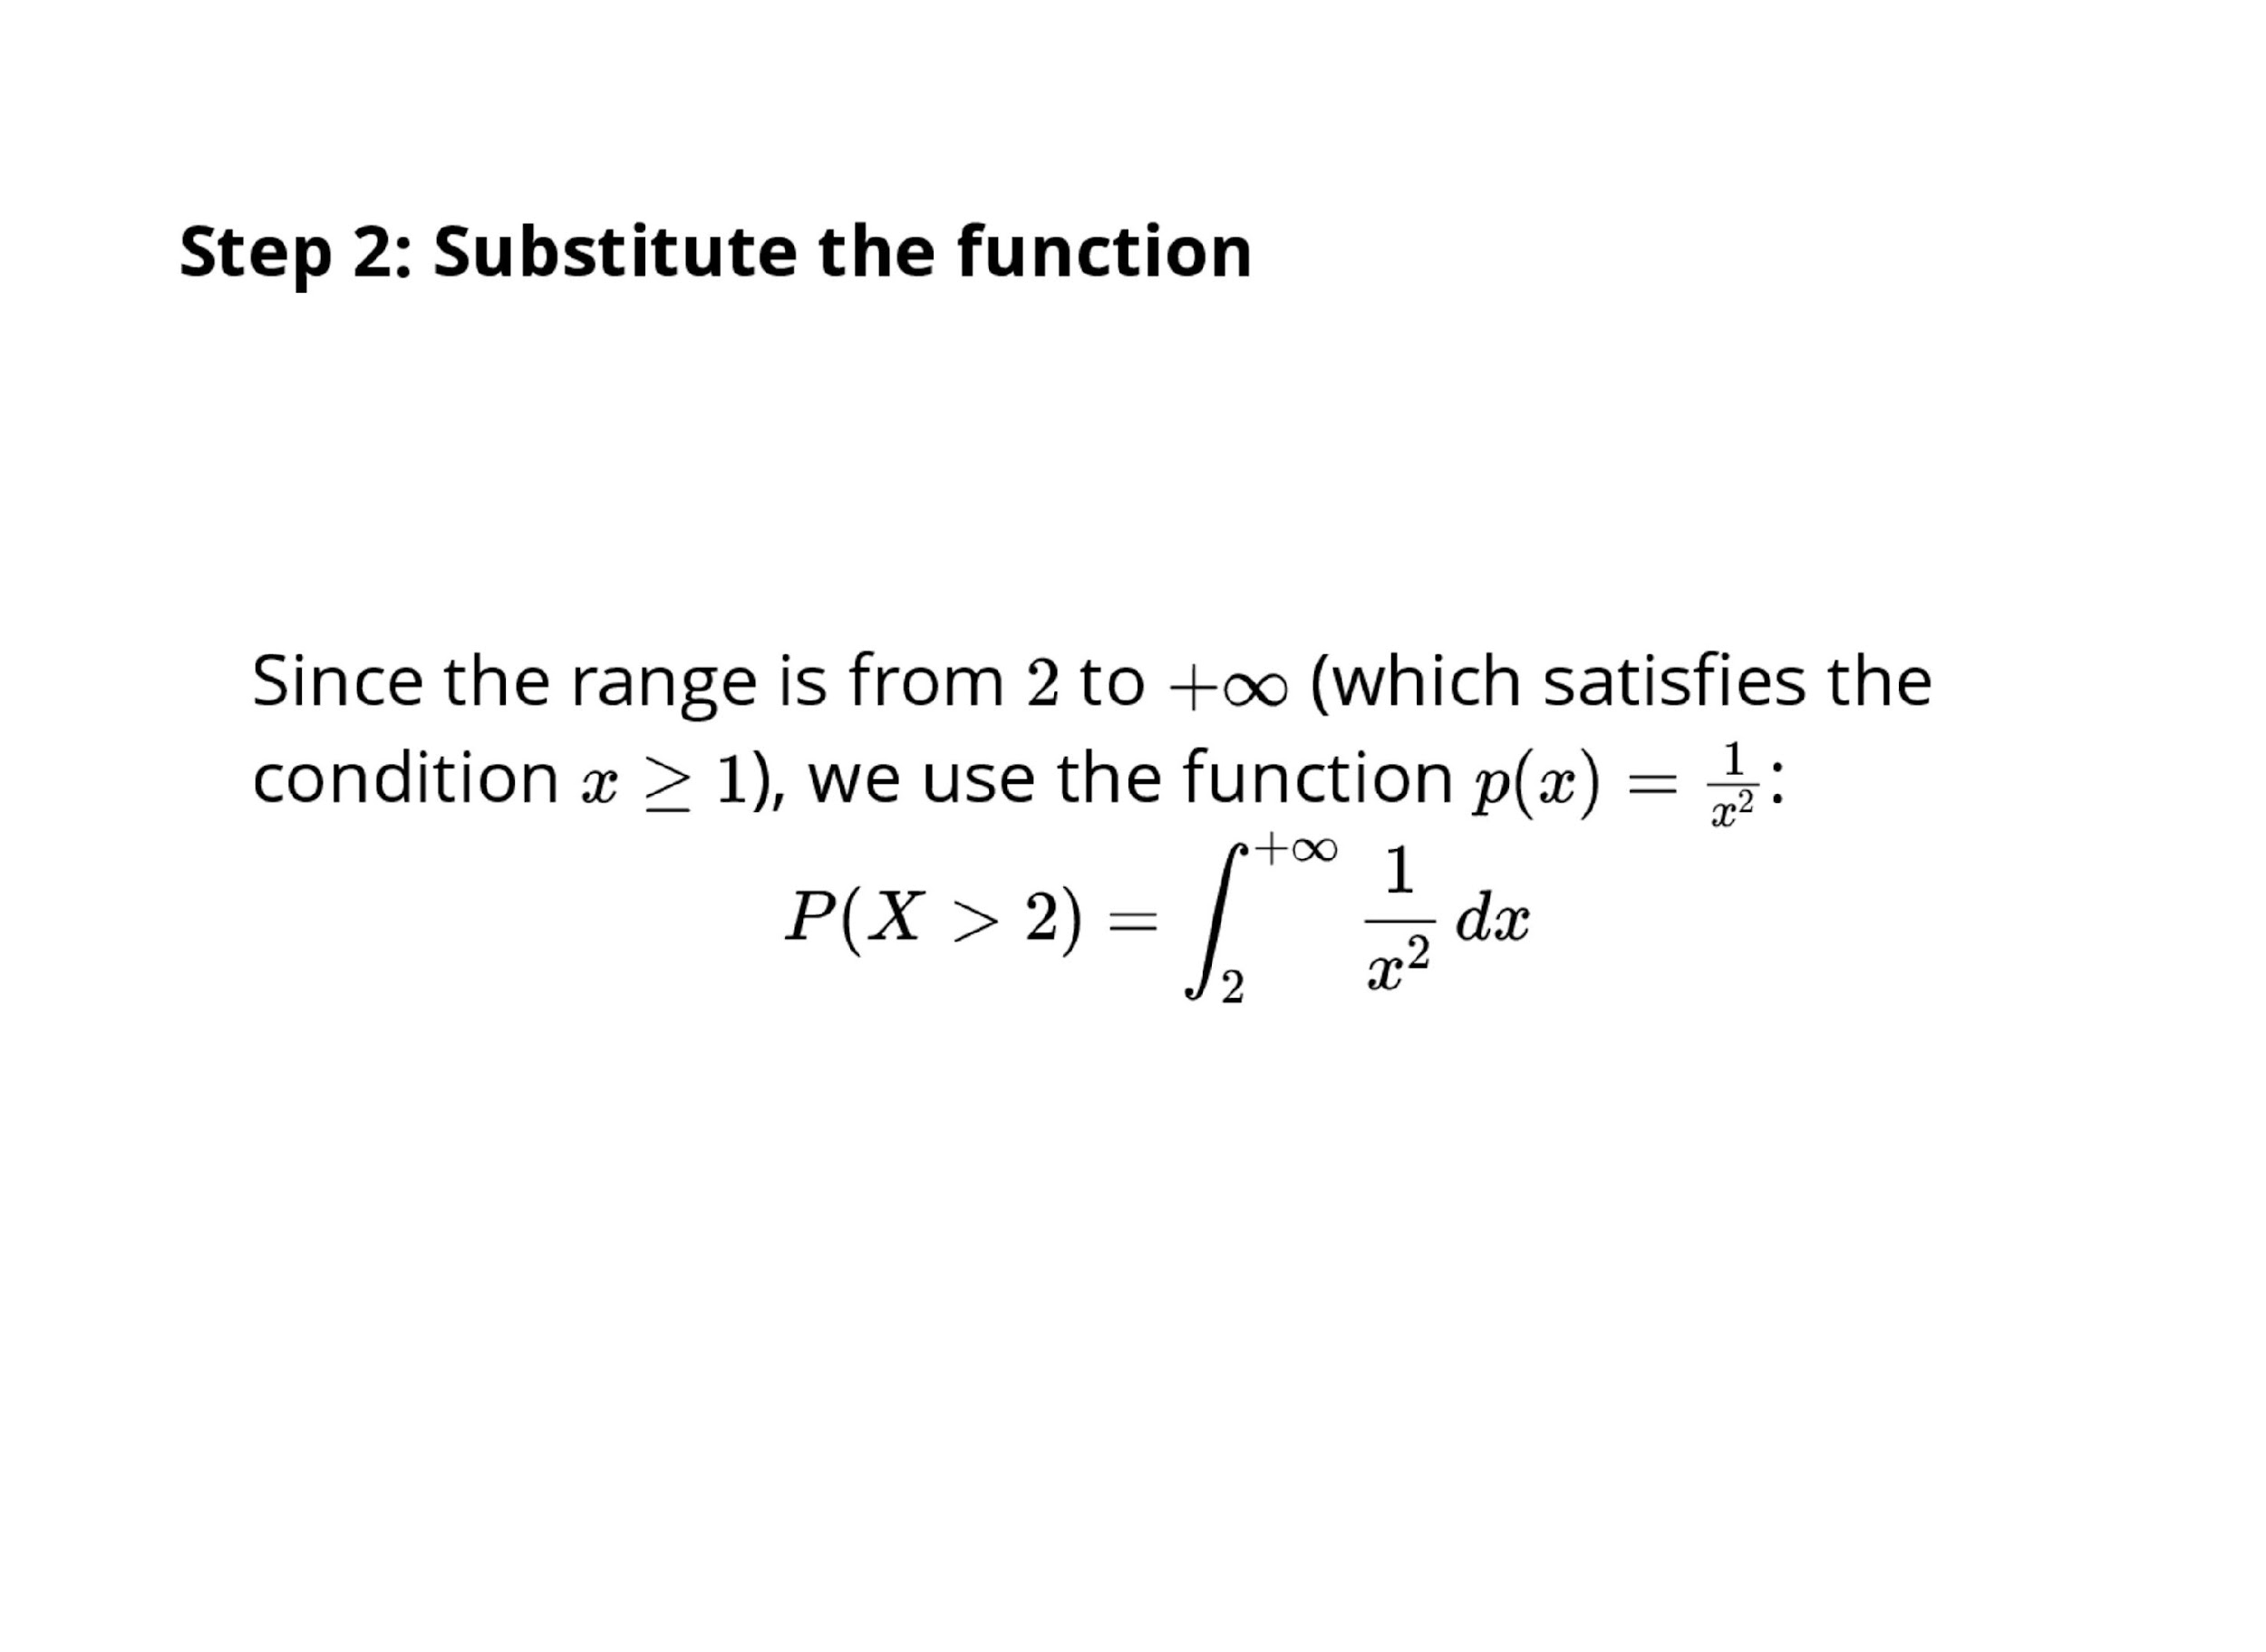 Step 2: Substitute the function
Since the range is from 2 to +∞ (which satisfies the
condition x ≥ 1), we use the function p(x) = 1/x²:
P(X > 2) = ∫₂^{+∞} 1/x² dx